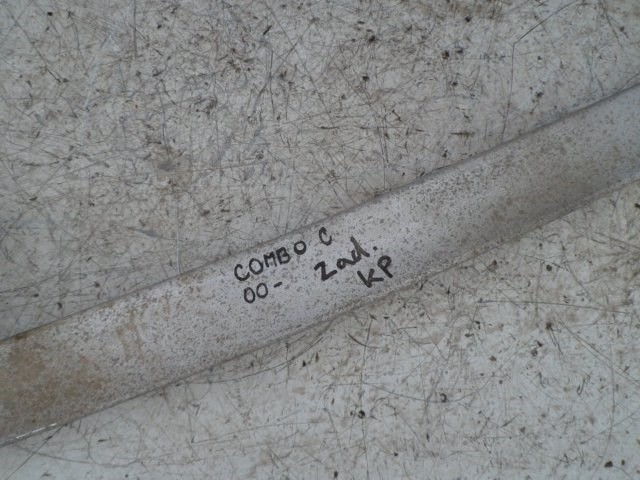 COMBO C
00- zad.
KP